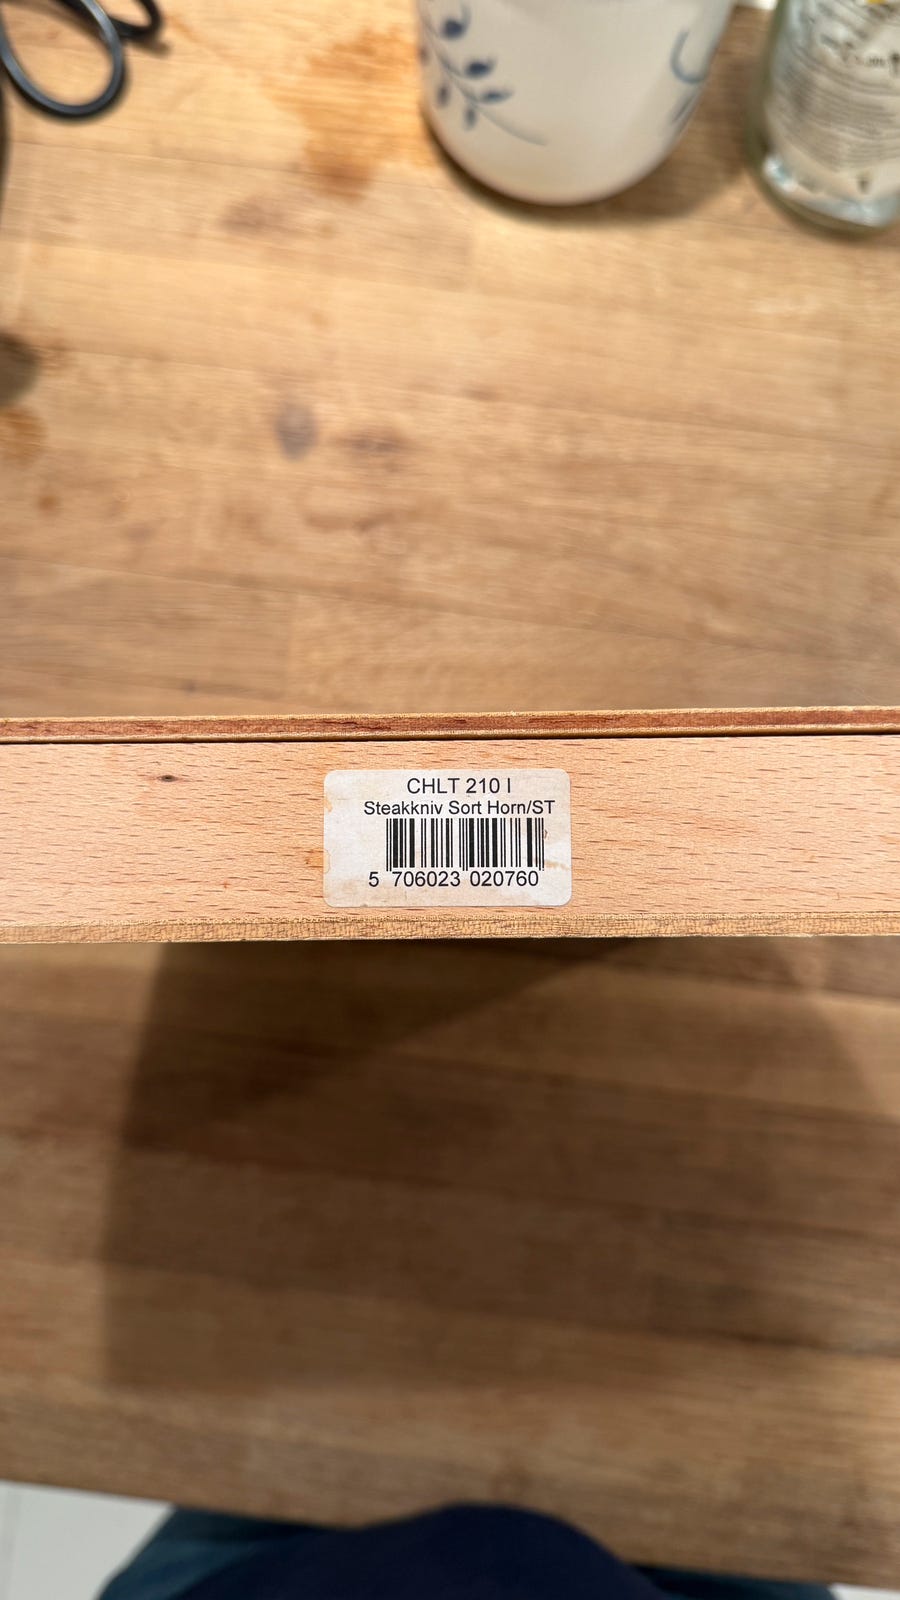 CHLT 210 I
Steakkniv Sort Horn/ST
5 706023 020760